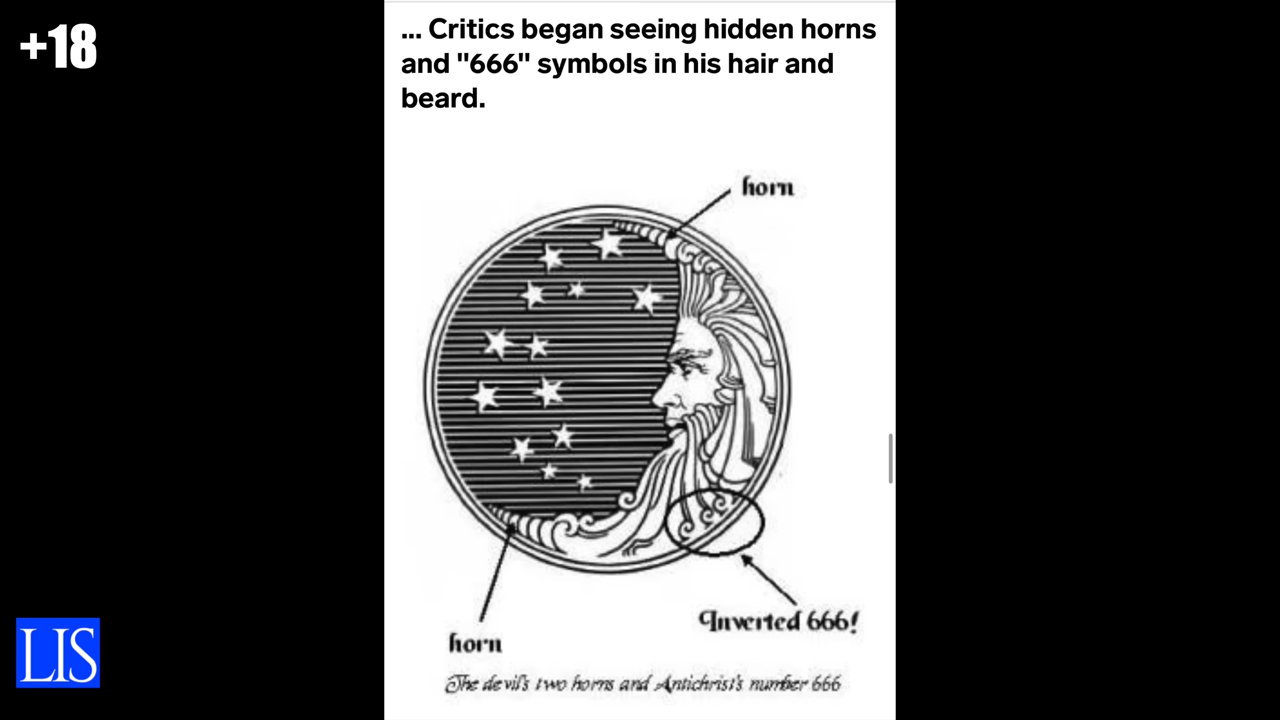 +18
... Critics began seeing hidden horns
and "666" symbols in his hair and
beard.
horn
Inverted 666!
horn
The devil's two horns and Antichrist's number 666
LIS